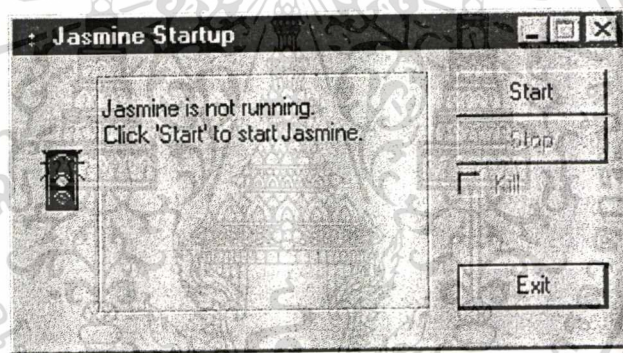 Jasmine Startup
Jasmine is not running.
Click 'Start' to start Jasmine.
Start
Stop
Kill
Exit